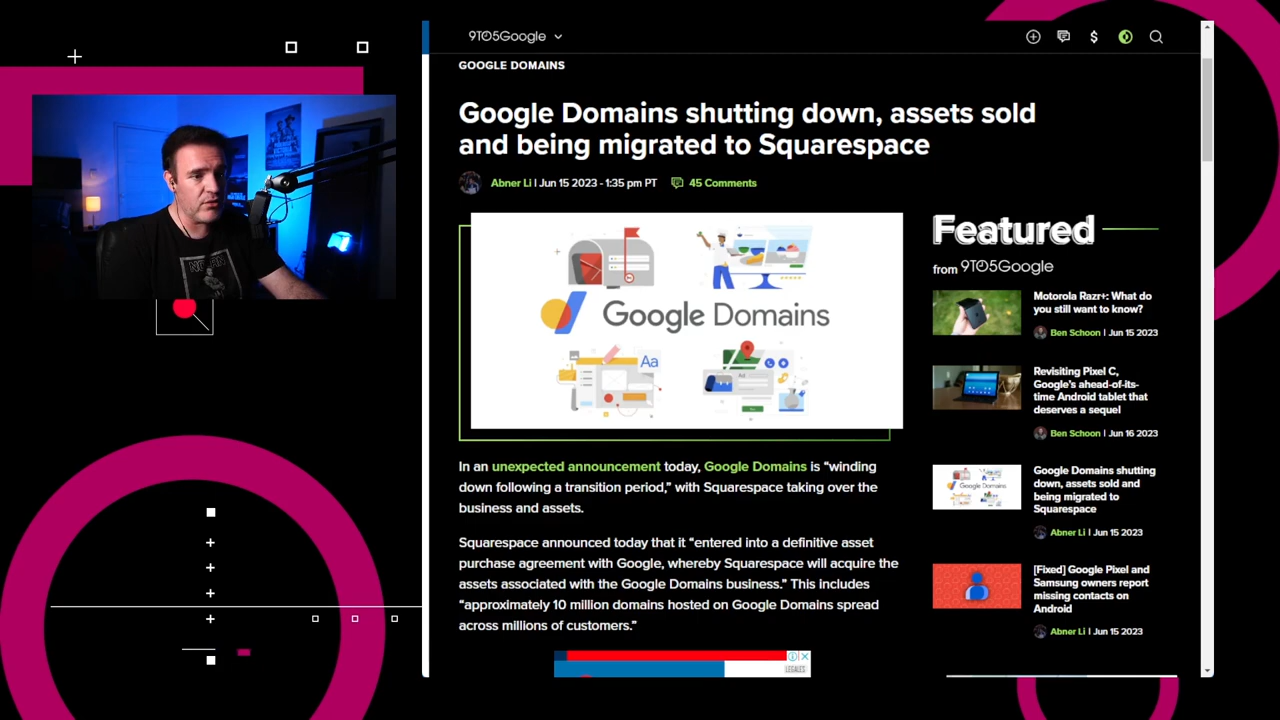 9TO5Google
GOOGLE DOMAINS
Google Domains shutting down, assets sold
and being migrated to Squarespace
Abner Li | Jun 15 2023 - 1:35 pm PT
45 Comments
Google Domains
Aa
Ad
In an unexpected announcement today, Google Domains is “winding
down following a transition period,” with Squarespace taking over the
business and assets.
Squarespace announced today that it “entered into a definitive asset
purchase agreement with Google, whereby Squarespace will acquire the
assets associated with the Google Domains business.” This includes
“approximately 10 million domains hosted on Google Domains spread
across millions of customers.”
LEGALES
Featured
from 9TO5Google
Motorola Razr+: What do
you still want to know?
Ben Schoon | Jun 15 2023
Revisiting Pixel C,
Google's ahead-of-its-
time Android tablet that
deserves a sequel
Ben Schoon | Jun 16 2023
Google Domains
Google Domains shutting
down, assets sold and
being migrated to
Squarespace
Abner Li | Jun 15 2023
[Fixed] Google Pixel and
Samsung owners report
missing contacts on
Android
Abner Li | Jun 15 2023